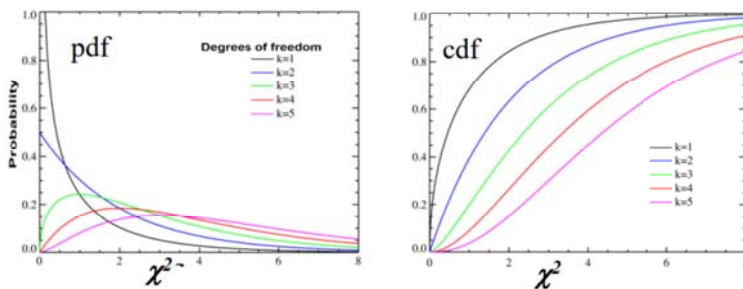 pdf
Degrees of freedom
k=1
k=2
k=3
k=4
k=5
Probability
1.0
0.8
0.6
0.4
0.2
0.0
0
2
4
6
8
χ²
cdf
1.0
0.8
0.6
0.4
0.2
0.0
k=1
k=2
k=3
k=4
k=5
0
2
4
6
8
χ²